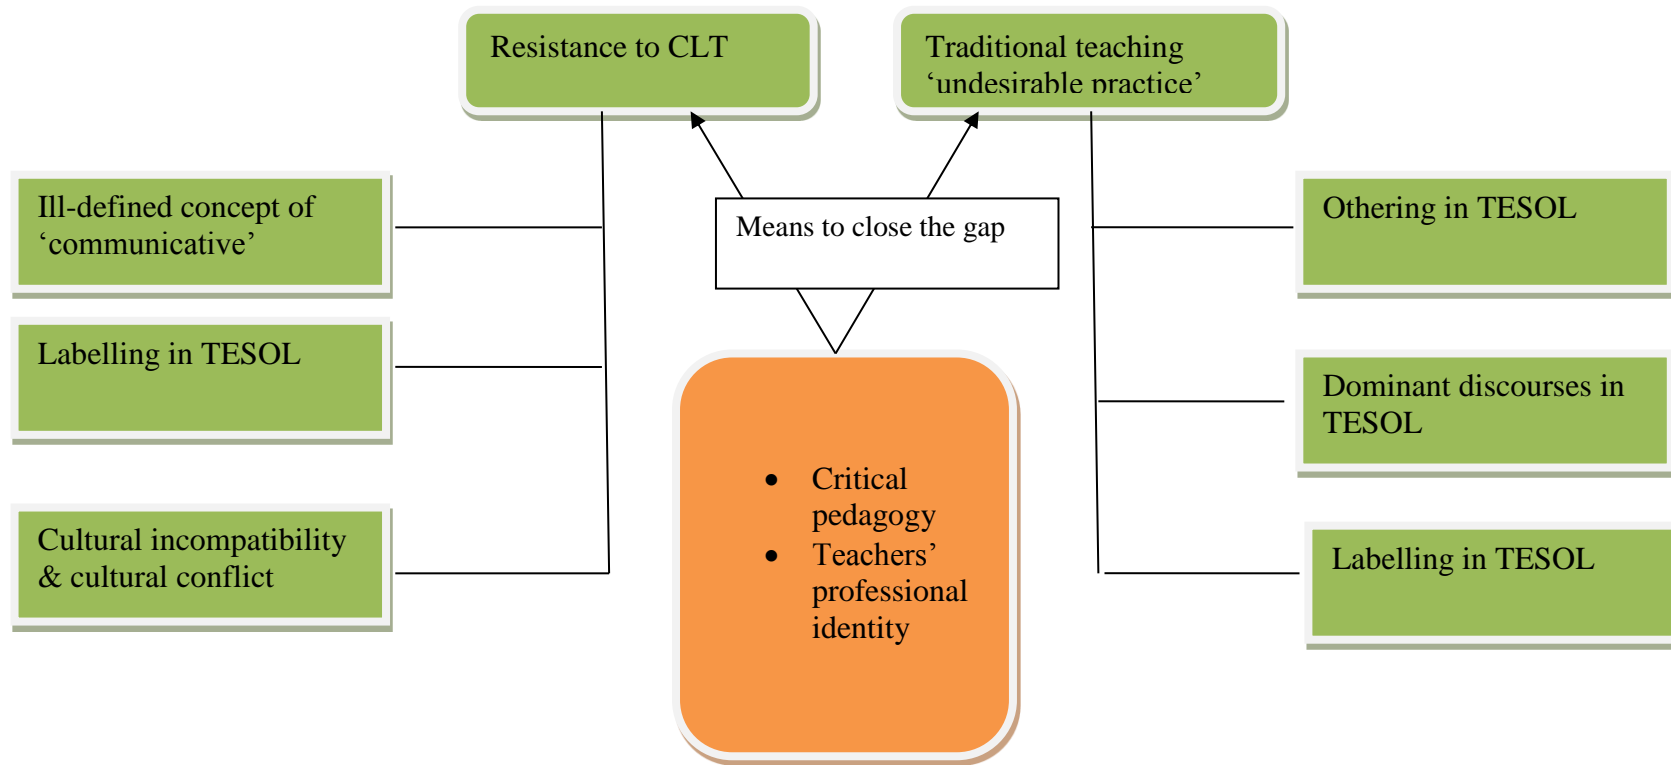 Resistance to CLT
Traditional teaching
‘undesirable practice’
Ill-defined concept of
‘communicative’
Means to close the gap
Othering in TESOL
Labelling in TESOL
Dominant discourses in
TESOL
• Critical
pedagogy
• Teachers’
professional
identity
Cultural incompatibility
& cultural conflict
Labelling in TESOL